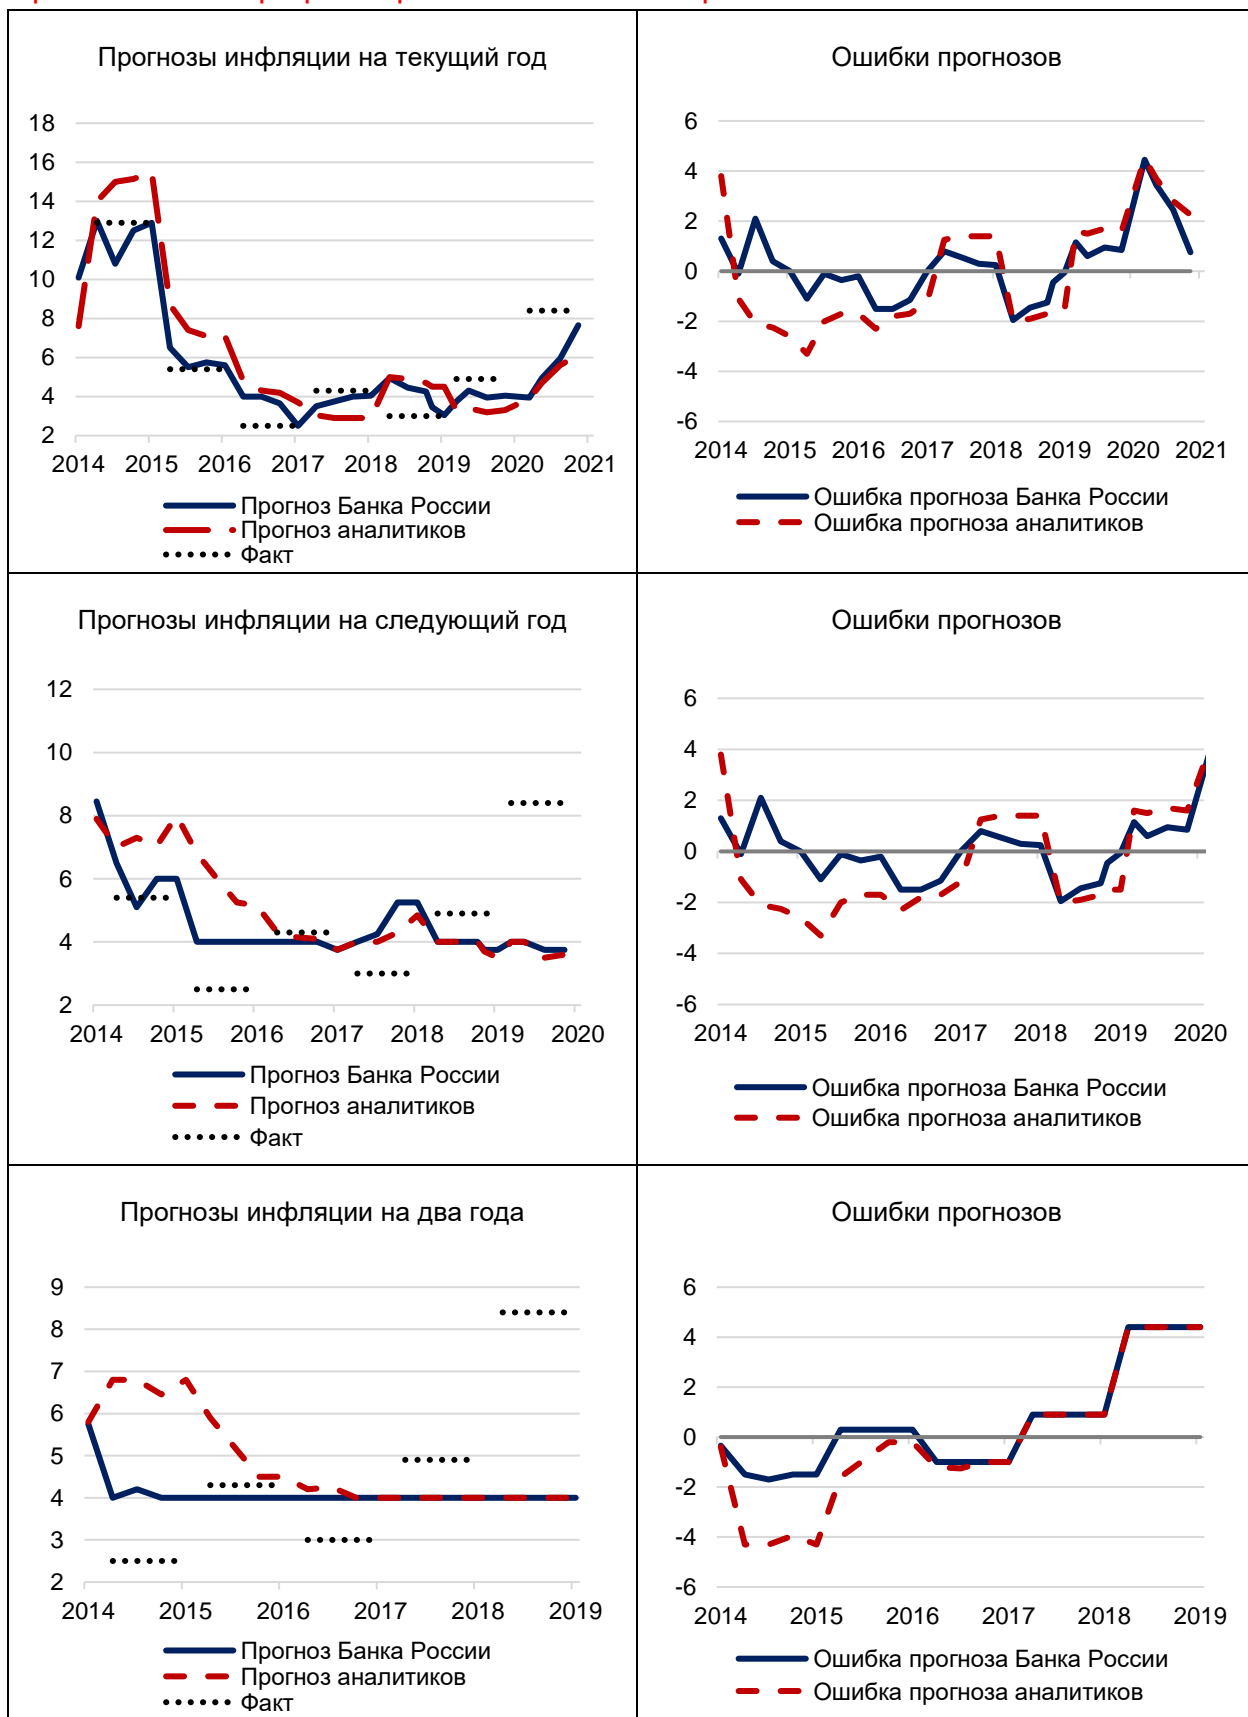 Прогнозы инфляции на текущий год
18
16
14
12
10
8
6
4
2
2014 2015 2016 2017 2018 2019 2020 2021
Прогноз Банка России
Прогноз аналитиков
Факт
Ошибки прогнозов
6
4
2
0
-2
-4
-6
2014 2015 2016 2017 2018 2019 2020 2021
Ошибка прогноза Банка России
Ошибка прогноза аналитиков
Прогнозы инфляции на следующий год
12
10
8
6
4
2
2014 2015 2016 2017 2018 2019 2020
Прогноз Банка России
Прогноз аналитиков
Факт
Ошибки прогнозов
6
4
2
0
-2
-4
-6
2014 2015 2016 2017 2018 2019 2020
Ошибка прогноза Банка России
Ошибка прогноза аналитиков
Прогнозы инфляции на два года
9
8
7
6
5
4
3
2
2014 2015 2016 2017 2018 2019
Прогноз Банка России
Прогноз аналитиков
Факт
Ошибки прогнозов
6
4
2
0
-2
-4
-6
2014 2015 2016 2017 2018 2019
Ошибка прогноза Банка России
Ошибка прогноза аналитиков